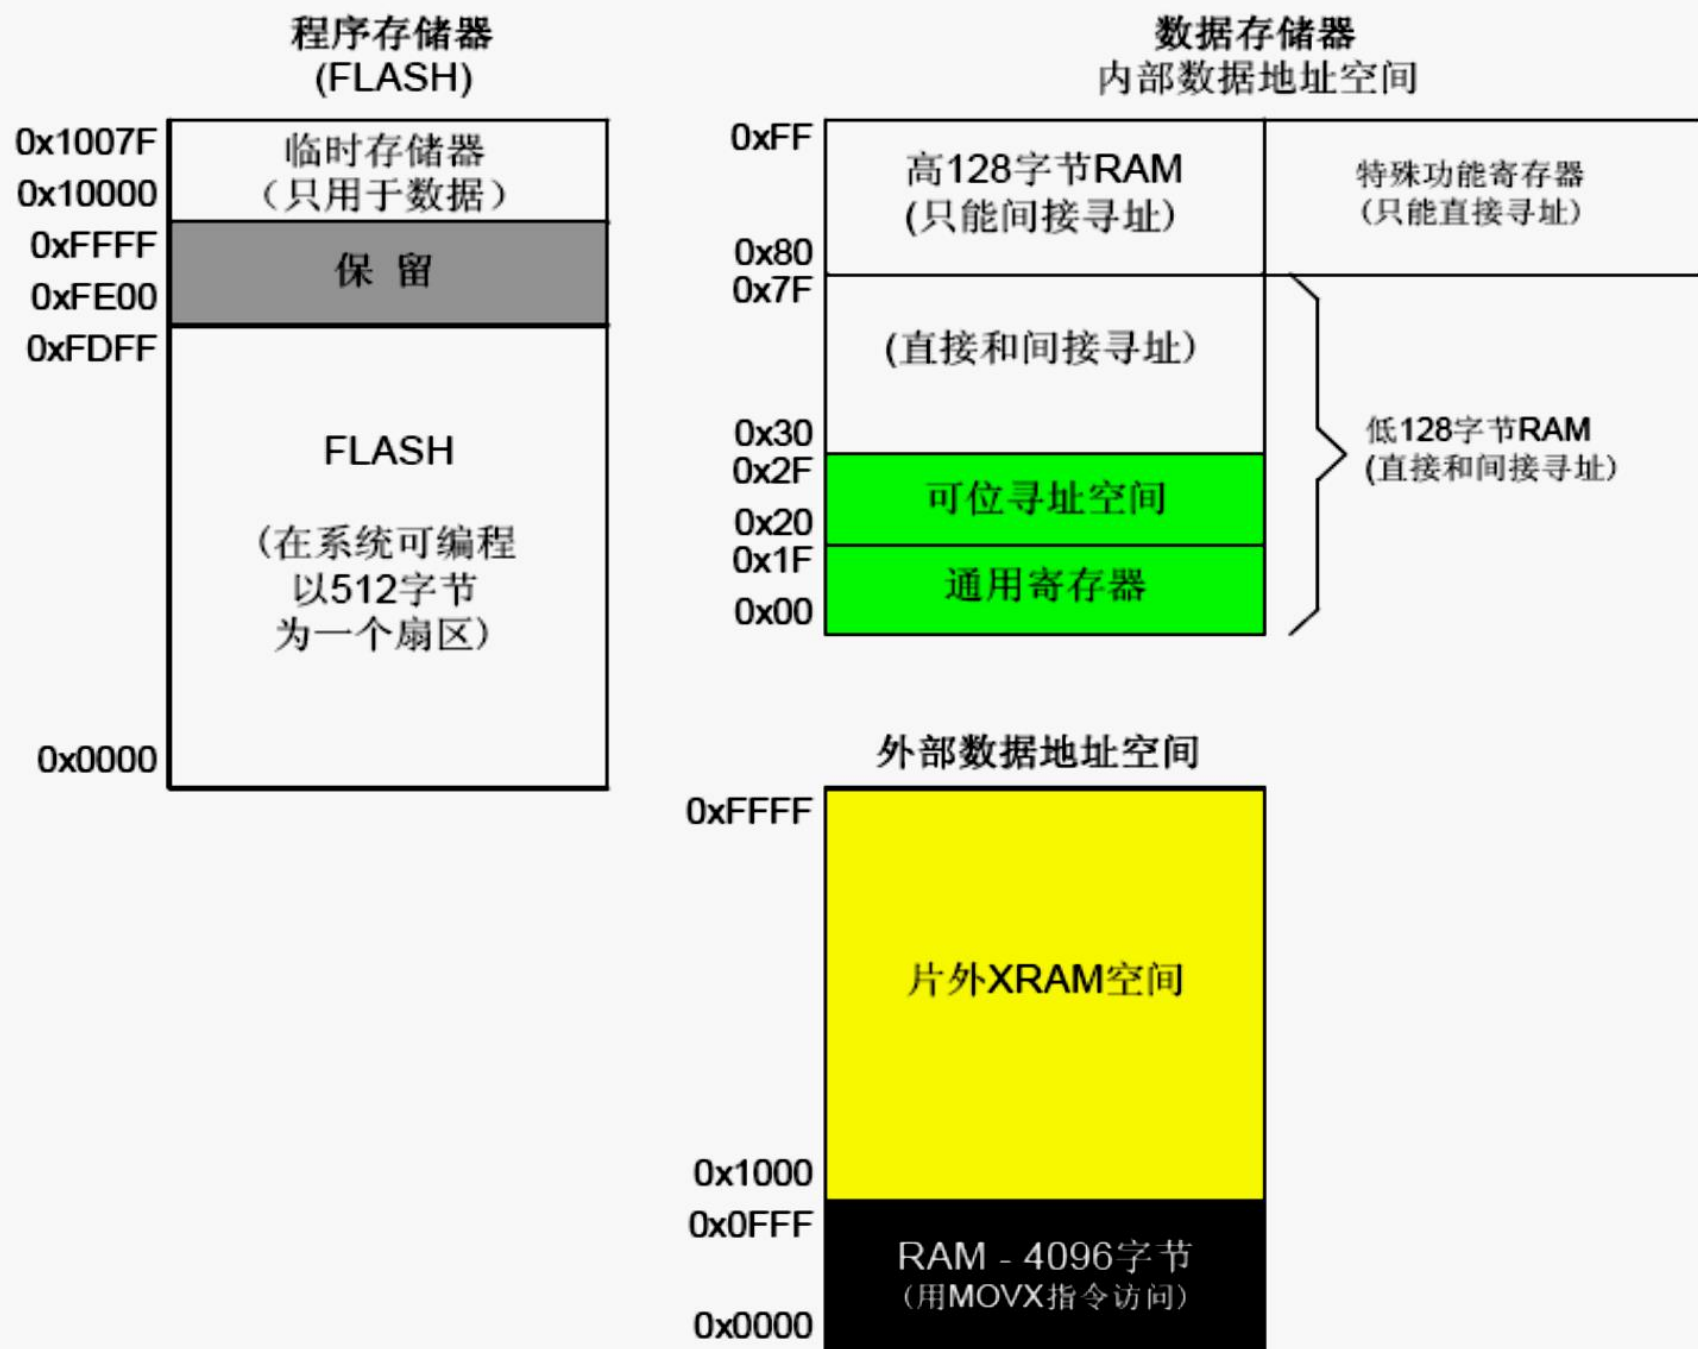 程序存储器
(FLASH)
0x1007F
临时存储器
0x10000
（只用于数据）
0xFFFF
保 留
0xFE00
0xFDFF
FLASH
（在系统可编程
以512字节
为一个扇区）
0x0000
数据存储器
内部数据地址空间
0xFF
高128字节RAM
(只能间接寻址）
0x80
特殊功能寄存器
（只能直接寻址）
0x7F
(直接和间接寻址）
0x30
0x2F
可位寻址空间
0x20
0x1F
通用寄存器
0x00
低128字节RAM
(直接和间接寻址）
外部数据地址空间
0xFFFF
片外XRAM空间
0x1000
0x0FFF
RAM - 4096字节
（用MOVX指令访问）
0x0000